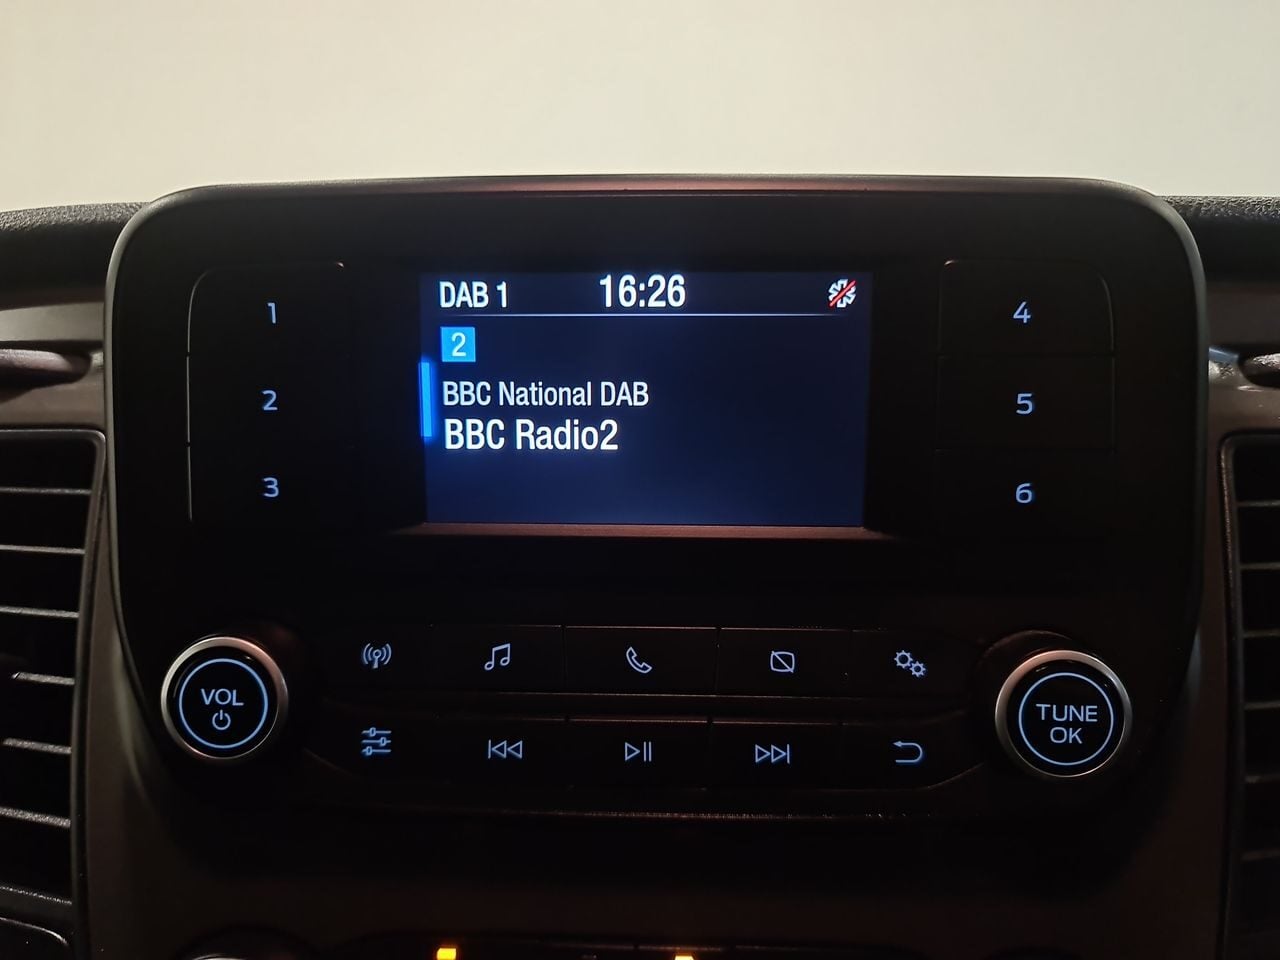 DAB 1 16:26
2
BBC National DAB
BBC Radio2
1
2
3
4
5
6
VOL
TUNE
OK